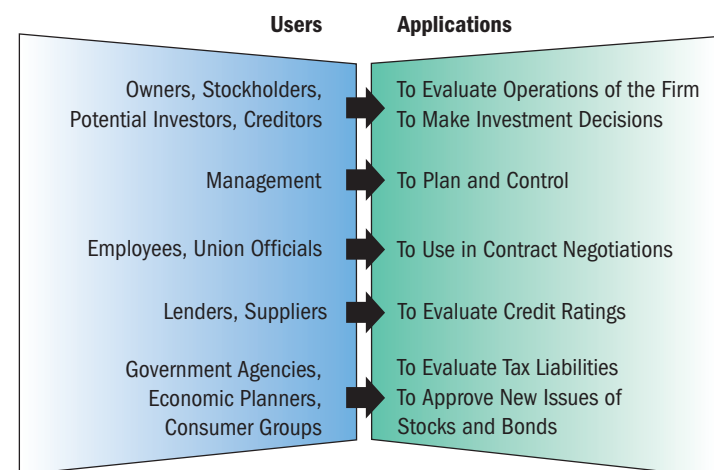 Users
Applications
Owners, Stockholders,
Potential Investors, Creditors
To Evaluate Operations of the Firm
To Make Investment Decisions
Management
To Plan and Control
Employees, Union Officials
To Use in Contract Negotiations
Lenders, Suppliers
To Evaluate Credit Ratings
Government Agencies,
Economic Planners,
Consumer Groups
To Evaluate Tax Liabilities
To Approve New Issues of
Stocks and Bonds